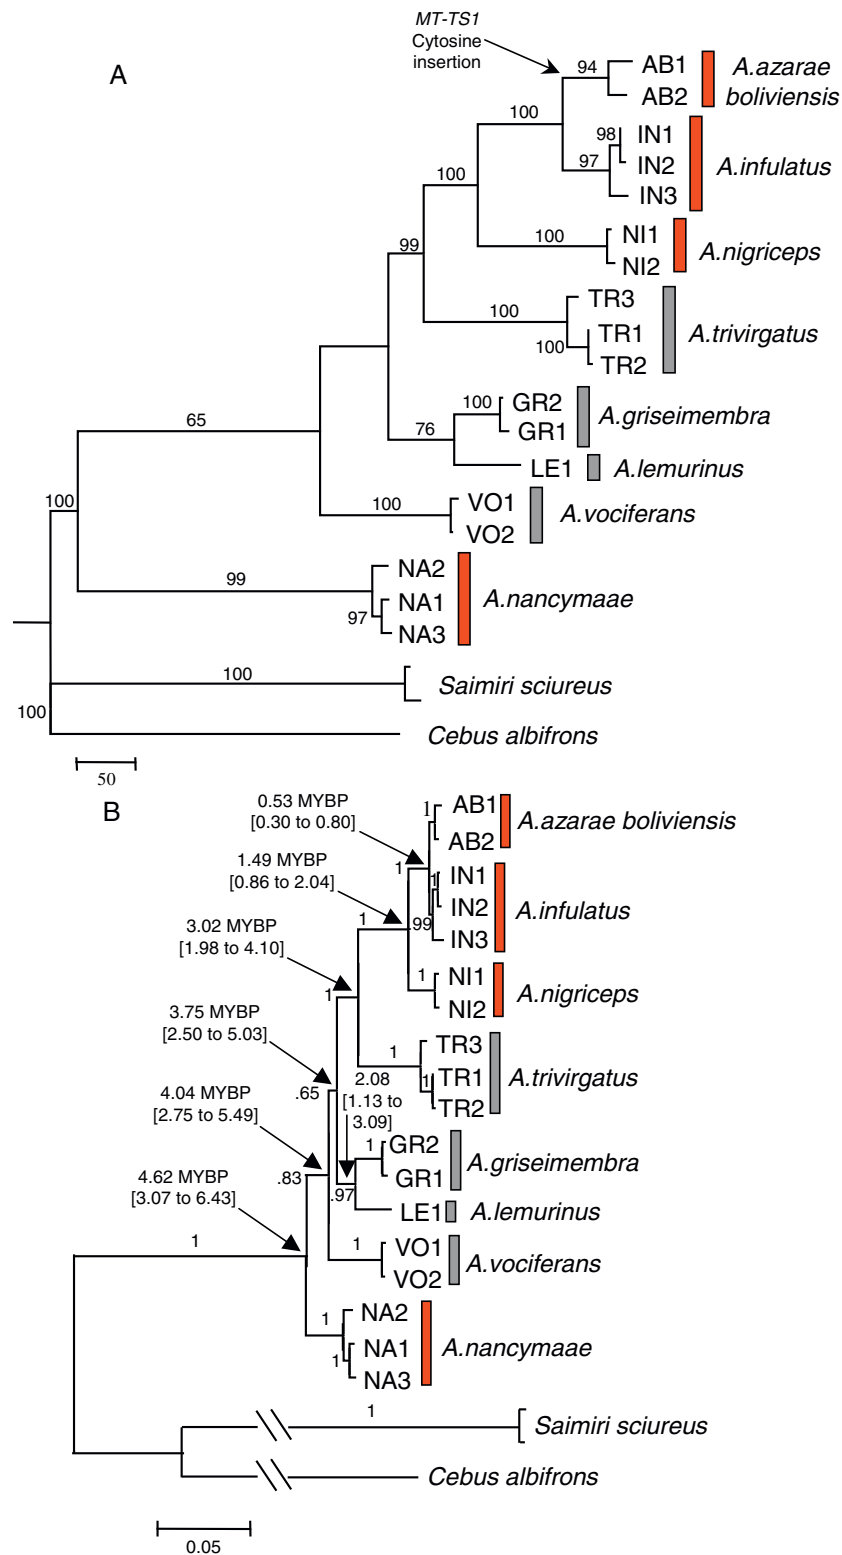 MT-TS1
Cytosine
insertion
A
94
AB1
AB2
A.azarae
boliviensis
100
98
IN1
IN2
97
IN3
A.infulatus
100
100
NI1
NI2
A.nigriceps
99
100
TR3
TR1
100
TR2
A.trivirgatus
100
GR2
GR1
A.griseimembra
76
LE1
A.lemurinus
65
100
VO1
VO2
A.vociferans
100
99
NA2
NA1
97
NA3
A.nancymaae
100
Saimiri sciureus
100
Cebus albifrons
50
B
0.53 MYBP
[0.30 to 0.80]
1
AB1
AB2
A.azarae boliviensis
1.49 MYBP
[0.86 to 2.04]
1
1
IN1
IN2
.99
IN3
A.infulatus
3.02 MYBP
[1.98 to 4.10]
1
1
NI1
NI2
A.nigriceps
1
3.75 MYBP
[2.50 to 5.03]
1
TR3
1
TR1
TR2
A.trivirgatus
.65
2.08
[1.13 to
3.09]
4.04 MYBP
[2.75 to 5.49]
1
GR2
GR1
A.griseimembra
.83
.97
LE1
A.lemurinus
4.62 MYBP
[3.07 to 6.43]
1
1
VO1
VO2
A.vociferans
1
NA2
NA1
1
NA3
A.nancymaae
1
Saimiri sciureus
Cebus albifrons
0.05